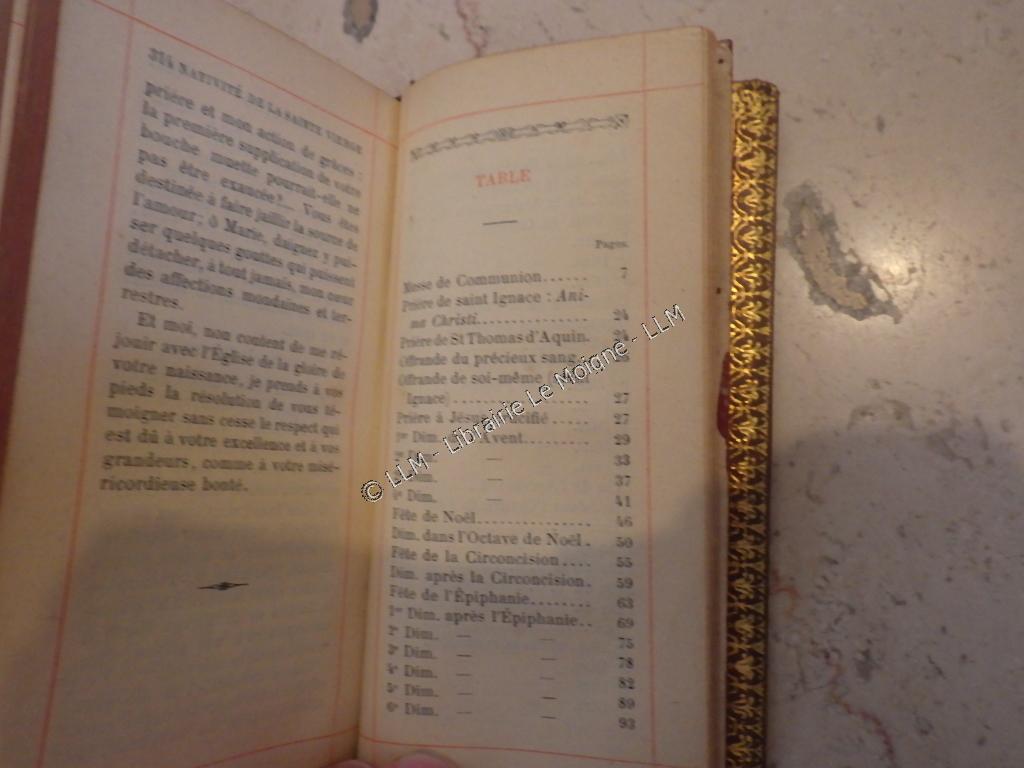 314 NATIVITÉ DE LA SAINTE VIERGE
prière et mon action de grâces :
la première supplication de votre
bouche muette pourrait-elle ne
pas être exaucée?... Vous êtes
destinée à faire jaillir la source de
l'amour; ô Marie, daignez y pui-
ser quelques gouttes qui puissent
détacher, à tout jamais, mon cœur
des affections mondaines et ter-
restres.
Et moi, non content de me ré-
jouir avec l'Église de la gloire de
votre naissance, je prends à vos
pieds la résolution de vous té-
moigner sans cesse le respect qui
est dû à votre excellence et à vos
grandeurs, comme à votre misé-
ricordieuse bonté.
TABLE
Pages.
Messe de Communion...... 7
Prière de saint Ignace : Ani-
ma Christi............... 24
Prière de St Thomas d'Aquin. 24
Offrande du précieux sang
Offrande de soi-même
Ignace)................. 27
Prière à Jésus ..... 27
1er Dim. Avent......... 29
Dim. — 33
Dim. — 37
4e Dim. — 41
Fête de Noël............... 46
Dim. dans l'Octave de Noël. 50
Fête de la Circoncision.... 55
Dim. après la Circoncision. 59
Fête de l'Épiphanie........ 63
1er Dim. après l'Épiphanie.. 69
2e Dim. — — 75
3e Dim. — — 78
4e Dim. — — 82
5e Dim. — — 89
6e Dim. — — 93
© LLM - Librairie Le Moigne - LLM